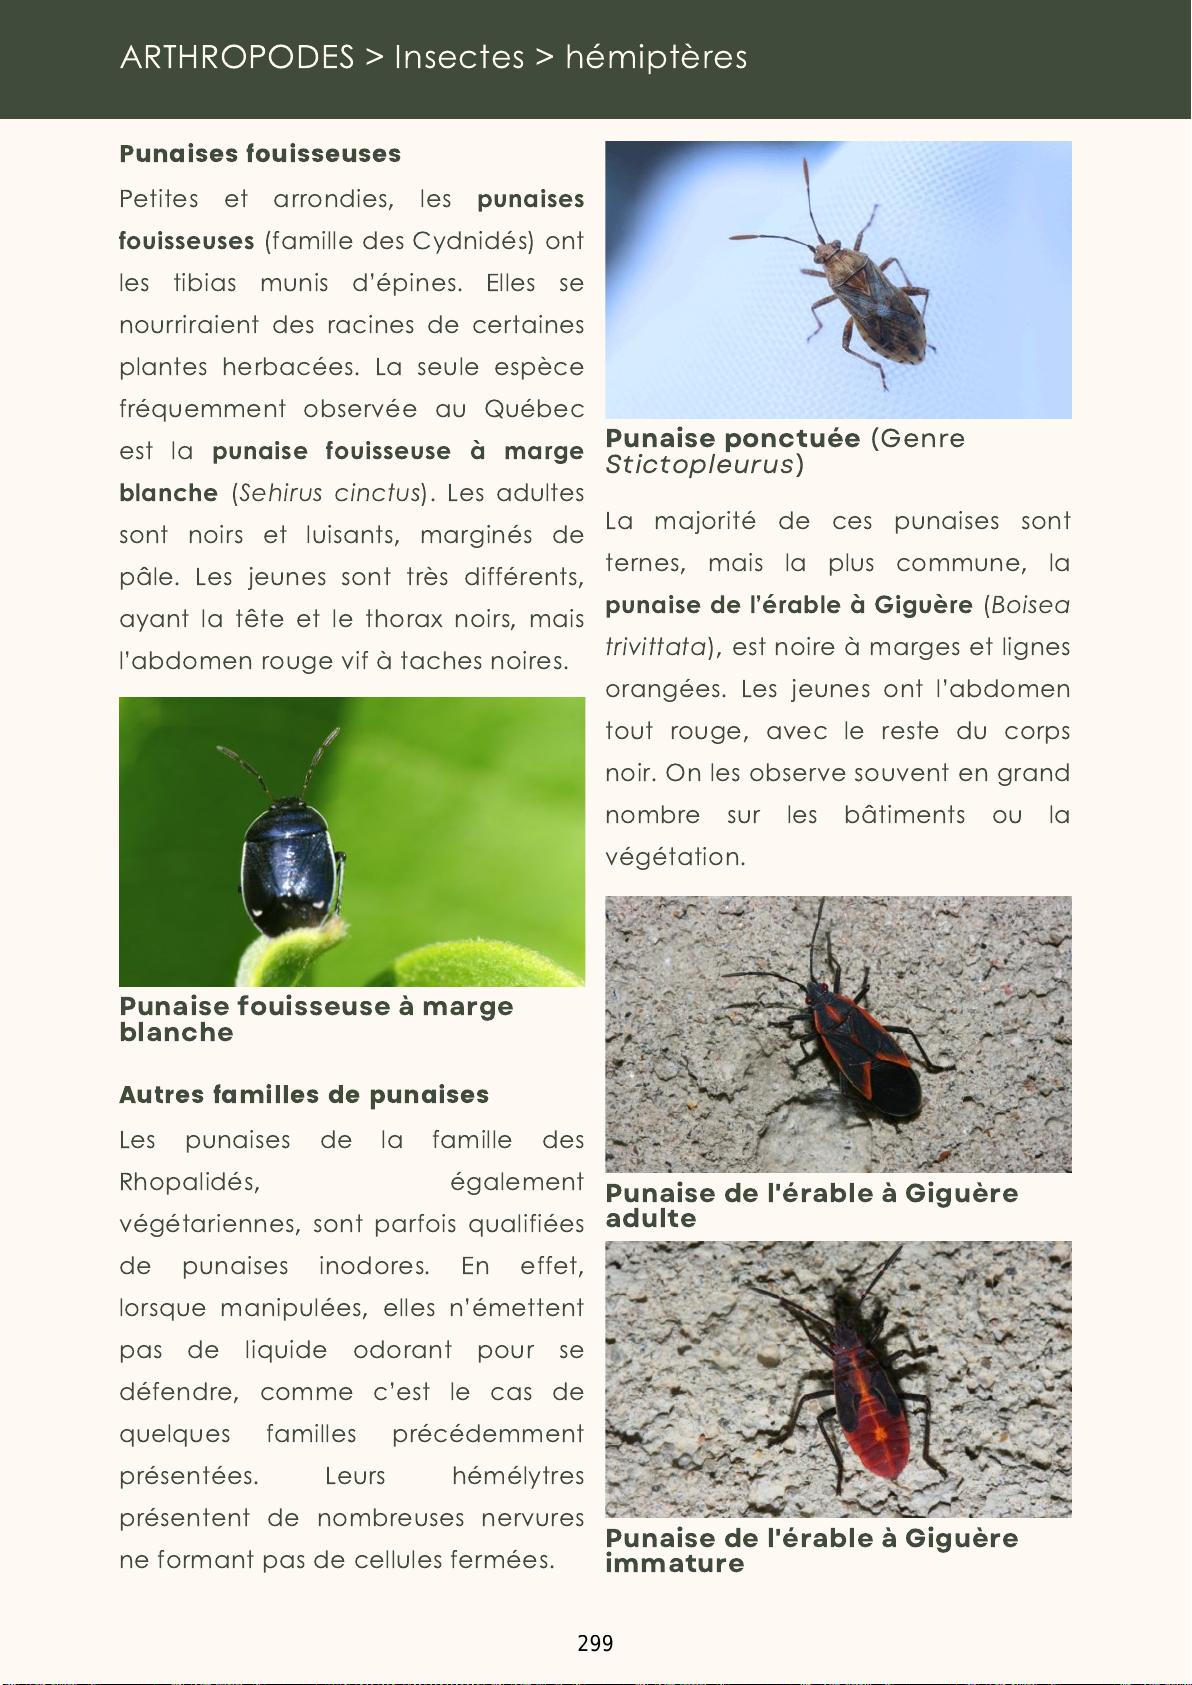 ARTHROPODES > Insectes > hémiptères
Punaises fouisseuses
Petites et arrondies, les punaises
fouisseuses (famille des Cydnidés) ont
les tibias munis d'épines. Elles se
nourriraient des racines de certaines
plantes herbacées. La seule espèce
fréquemment observée au Québec
est la punaise fouisseuse à marge
blanche (Sehirus cinctus). Les adultes
sont noirs et luisants, marginés de
pâle. Les jeunes sont très différents,
ayant la tête et le thorax noirs, mais
l'abdomen rouge vif à taches noires.
Punaise fouisseuse à marge
blanche
Autres familles de punaises
Les punaises de la famille des
Rhopalidés, également
végétariennes, sont parfois qualifiées
de punaises inodores. En effet,
lorsque manipulées, elles n'émettent
pas de liquide odorant pour se
défendre, comme c'est le cas de
quelques familles précédemment
présentées. Leurs hémélytres
présentent de nombreuses nervures
ne formant pas de cellules fermées.
Punaise ponctuée (Genre
Stictopleurus)
La majorité de ces punaises sont
ternes, mais la plus commune, la
punaise de l'érable à Giguère (Boisea
trivittata), est noire à marges et lignes
orangées. Les jeunes ont l'abdomen
tout rouge, avec le reste du corps
noir. On les observe souvent en grand
nombre sur les bâtiments ou la
végétation.
Punaise de l'érable à Giguère
adulte
Punaise de l'érable à Giguère
immature
299